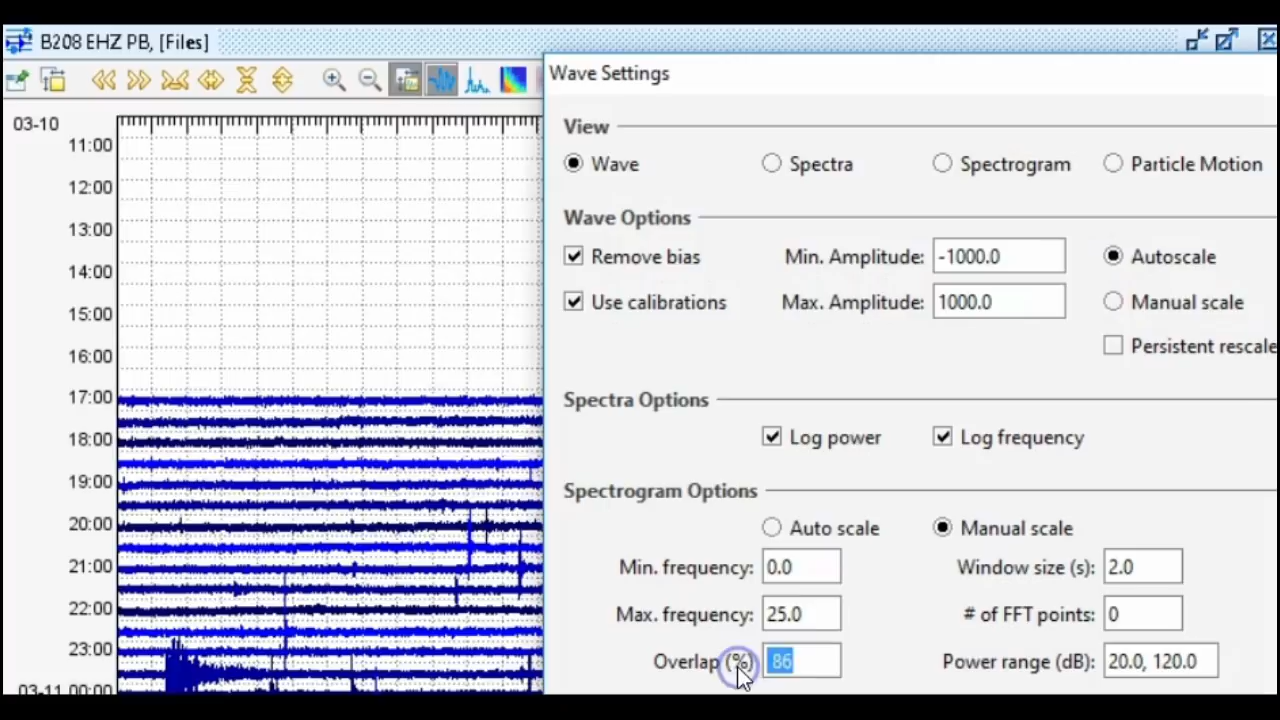 B208 EHZ PB, [Files]
Wave Settings
03-10
11:00
12:00
13:00
14:00
15:00
16:00
17:00
18:00
19:00
20:00
21:00
22:00
23:00
03-11 00:00
View
Wave Spectra Spectrogram Particle Motion
Wave Options
Remove bias Min. Amplitude: -1000.0 Autoscale
Use calibrations Max. Amplitude: 1000.0 Manual scale
Persistent rescale
Spectra Options
Log power Log frequency
Spectrogram Options
Auto scale Manual scale
Min. frequency: 0.0 Window size (s): 2.0
Max. frequency: 25.0 # of FFT points: 0
Overlap (%) 86 Power range (dB): 20.0, 120.0